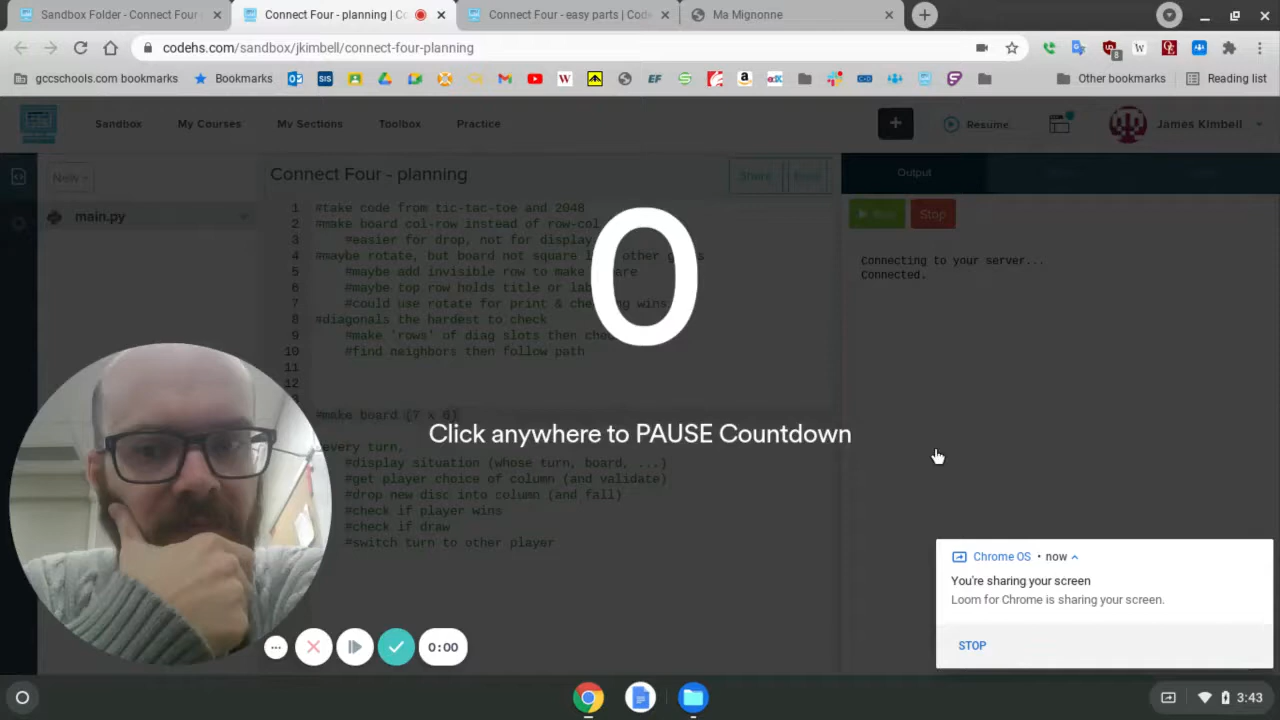 Sandbox Folder - Connect Four
Connect Four - planning | C
Connect Four - easy parts | Code
Ma Mignonne
codehs.com/sandbox/jkimbell/connect-four-planning
gccschools.com bookmarks
Bookmarks
SIS
EF
edX
Other bookmarks
Reading list
Sandbox
My Courses
My Sections
Toolbox
Practice
+
Resume
James Kimbell
New
main.py
Connect Four - planning
Share
Output
Stop
1 #take code from tic-tac-toe and 2048
2 #make board col-row instead of row-col
3 #easier for drop, not for display
4 #maybe rotate, but board not square other
5 #maybe add invisible row to make
6 #maybe top row holds title or
7 #could use rotate for print & wins
8 #diagonals the hardest to check
9 #make 'rows' of diag slots then
10 #find neighbors then follow path
11
12
#make board (7 x 6)
every turn,
#display situation (whose turn, board, ...)
#get player choice of column (and validate)
#drop new disc into column (and fall)
#check if player wins
#check if draw
#switch turn to other player
Connecting to your server...
Connected.
0
Click anywhere to PAUSE Countdown
0:00
Chrome OS • now
You're sharing your screen
Loom for Chrome is sharing your screen.
STOP
3:43